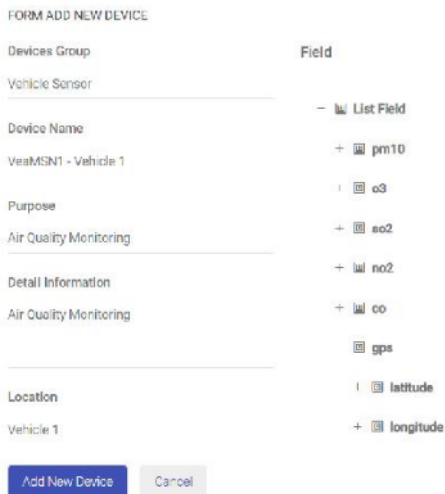 FORM ADD NEW DEVICE
Devices Group
Vehicle Sensor
Device Name
VeaMSN1 - Vehicle 1
Purpose
Air Quality Monitoring
Detail Information
Air Quality Monitoring
Location
Vehicle 1
Add New Device
Cancel
Field
List Field
pm10
o3
so2
no2
co
gps
latitude
longitude